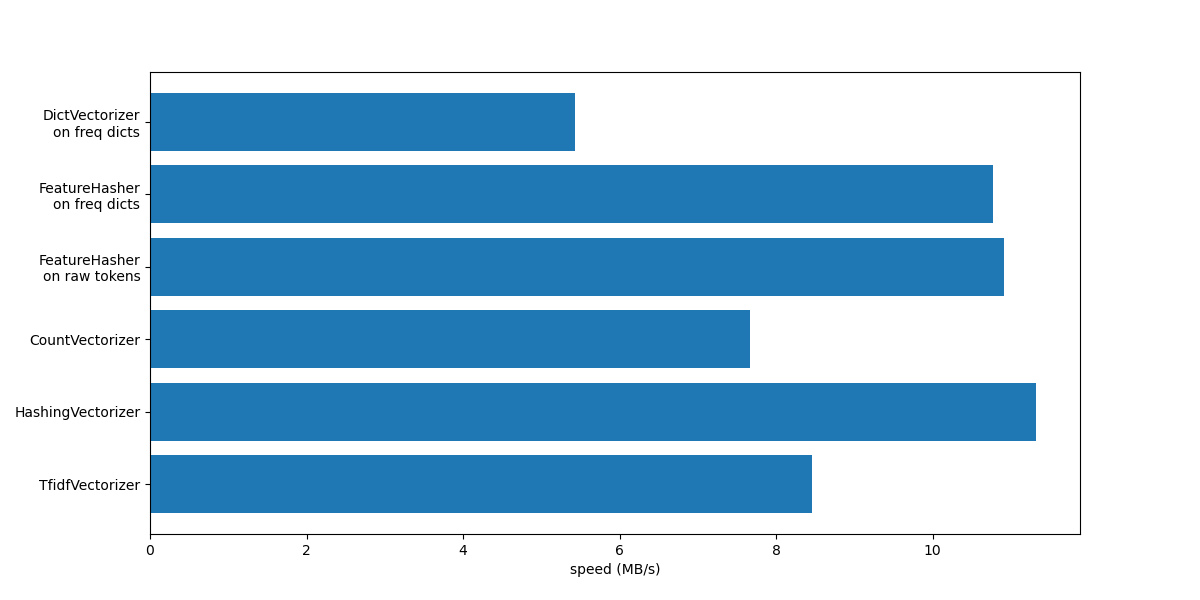 DictVectorizer
on freq dicts
FeatureHasher
on freq dicts
FeatureHasher
on raw tokens
CountVectorizer
HashingVectorizer
TfidfVectorizer
0 2 4 6 8 10
speed (MB/s)